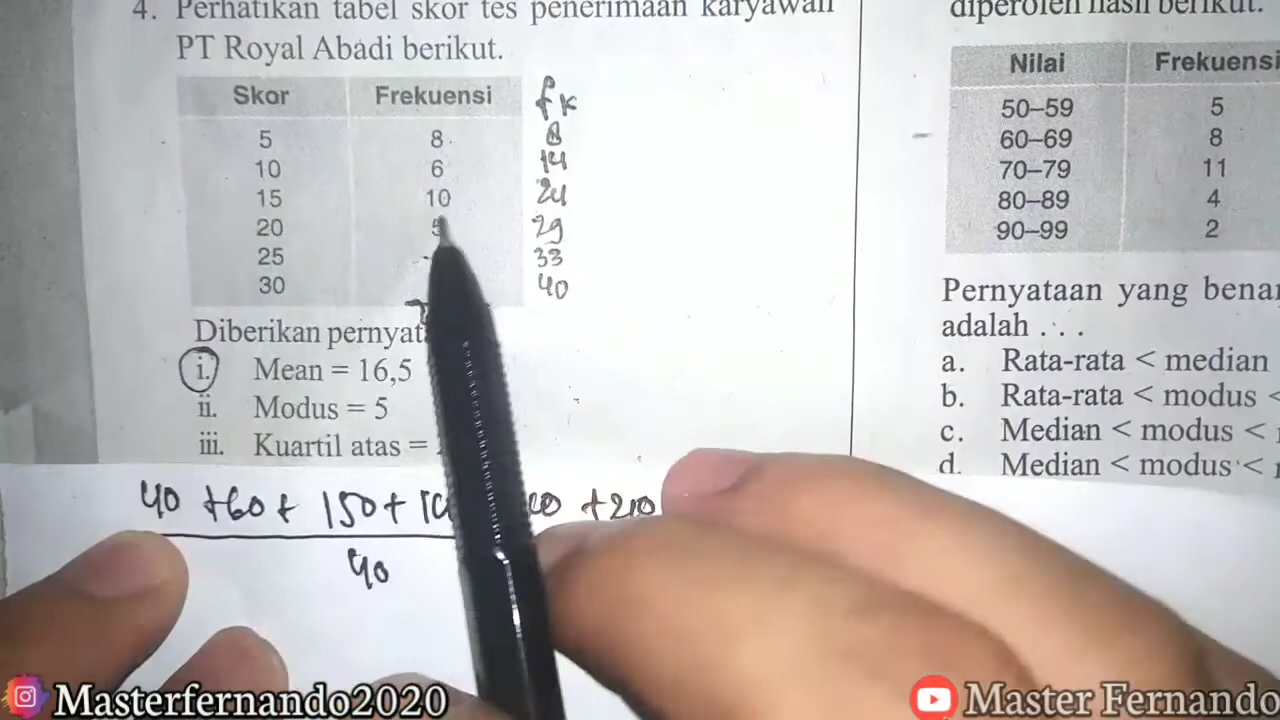 4. Perhatikan tabel skor tes penerimaan karyawan
PT Royal Abadi berikut.
Skor Frekuensi fk
5 8 8
10 6 14
15 10 24
20 5 29
25 33
30 40
Diberikan
i. Mean = 16,5
ii. Modus = 5
iii. Kuartil atas =
40 + 60 + 150 + + 210
40
diperoleh hasil berikut.
Nilai Frekuensi
50–59 5
60–69 8
70–79 11
80–89 4
90–99 2
Pernyataan yang
adalah . . .
a. Rata-rata < median
b. Rata-rata < modus <
c. Median < modus <
d. Median < modus <
Masterfernando2020
Master Fernando